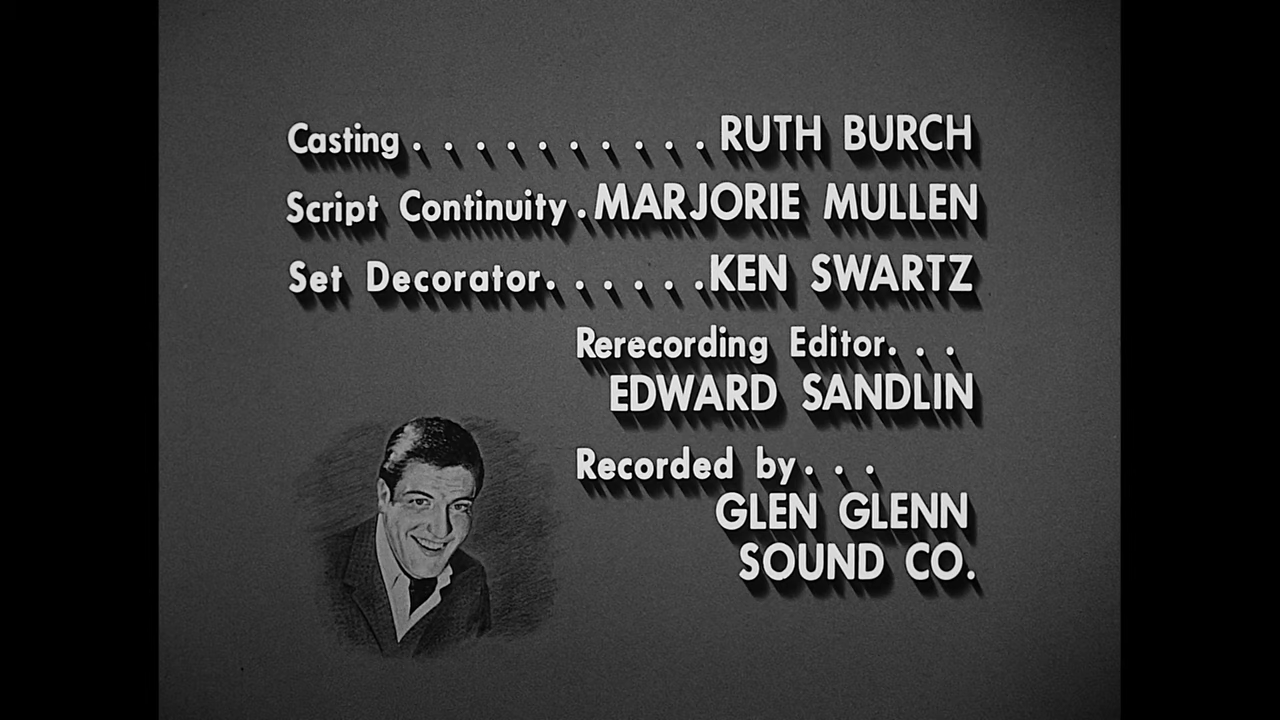 Casting . . . . . . . . . . RUTH BURCH
Script Continuity . MARJORIE MULLEN
Set Decorator. . . . . . KEN SWARTZ
Rerecording Editor. . .
EDWARD SANDLIN
Recorded by. . .
GLEN GLENN
SOUND CO.